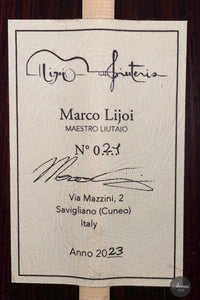 Lijoi Liuteria
Marco Lijoi
MAESTRO LIUTAIO
N° 021
Via Mazzini, 2
Savigliano (Cuneo)
Italy
Anno 2023